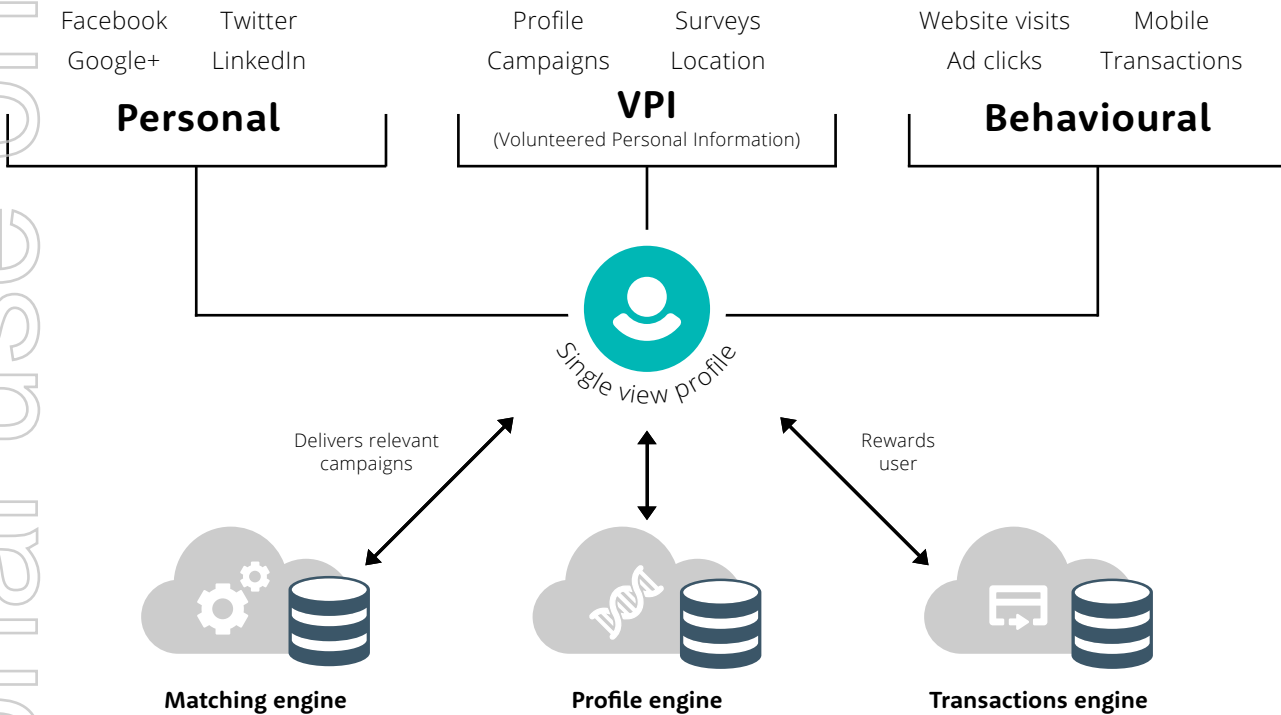 Facebook Twitter
Google+ LinkedIn
Personal
Profile Surveys
Campaigns Location
VPI
(Volunteered Personal Information)
Website visits Mobile
Ad clicks Transactions
Behavioural
Single view profile
Delivers relevant
campaigns
Rewards
user
Matching engine
Profile engine
Transactions engine